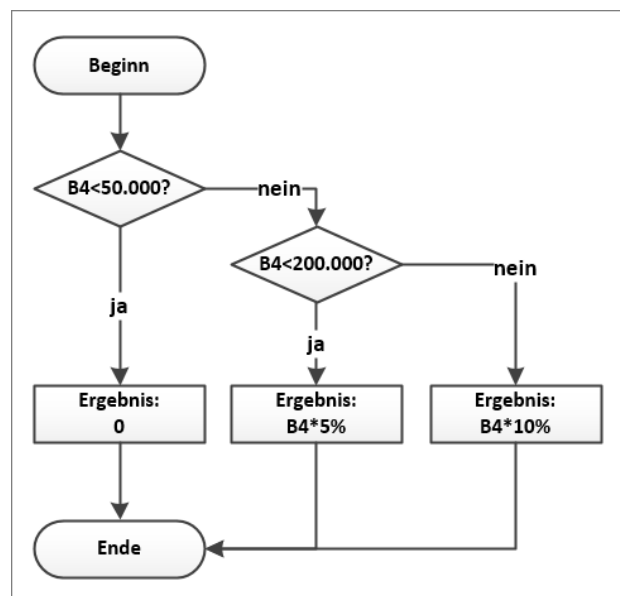 Beginn
B4<50.000?
nein
B4<200.000?
nein
ja
ja
Ergebnis:
0
Ergebnis:
B4*5%
Ergebnis:
B4*10%
Ende